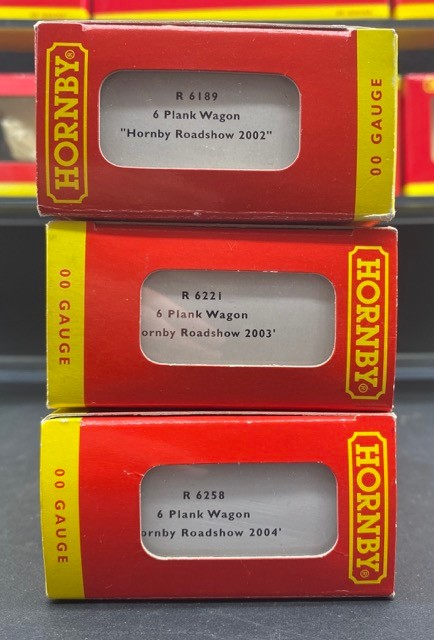 HORNBY®
R 6189
6 Plank Wagon
"Hornby Roadshow 2002"
00 GAUGE
00 GAUGE
R 6221
6 Plank Wagon
ornby Roadshow 2003'
HORNBY®
00 GAUGE
R 6258
6 Plank Wagon
ornby Roadshow 2004'
HORNBY®